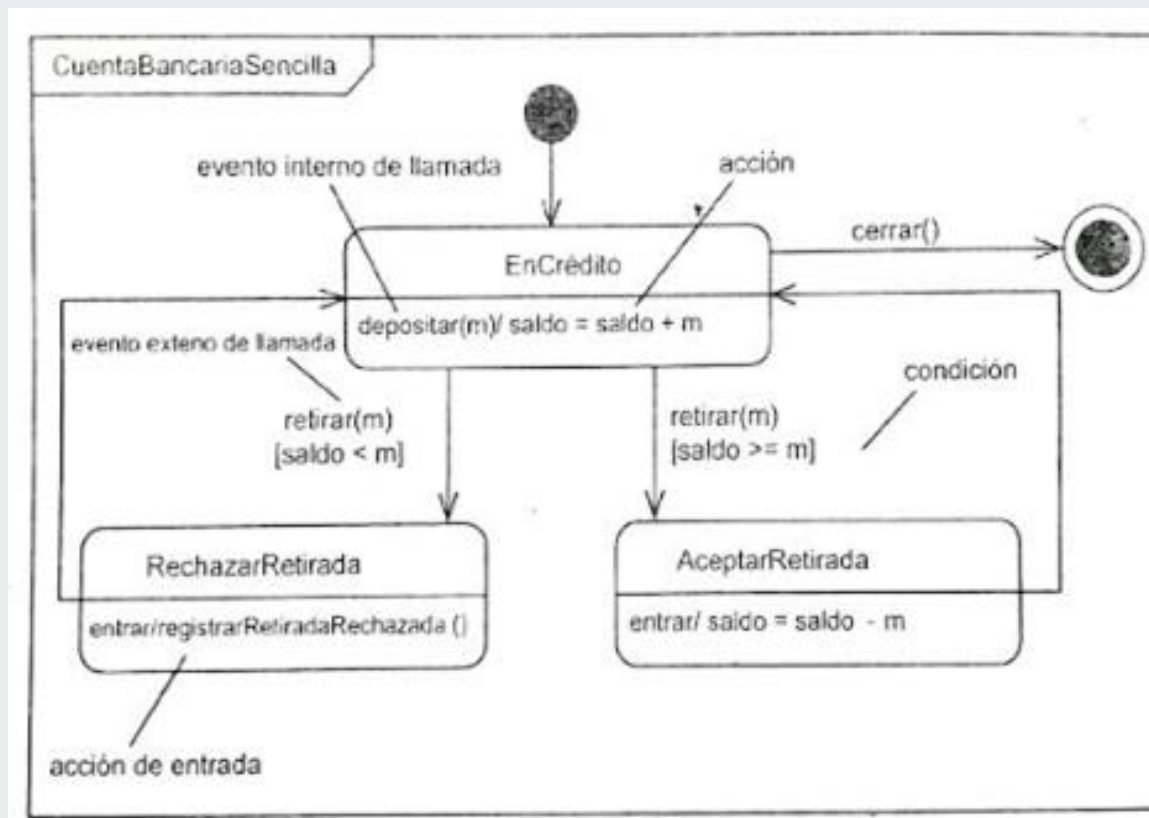 CuentaBancariaSencilla
evento interno de llamada
acción
EnCrédito
cerrar()
depositar(m)/ saldo = saldo + m
evento exteno de llamada
condición
retirar(m)
[saldo < m]
retirar(m)
[saldo >= m]
RechazarRetirada
AceptarRetirada
entrar/registrarRetiradaRechazada ()
entrar/ saldo = saldo - m
acción de entrada